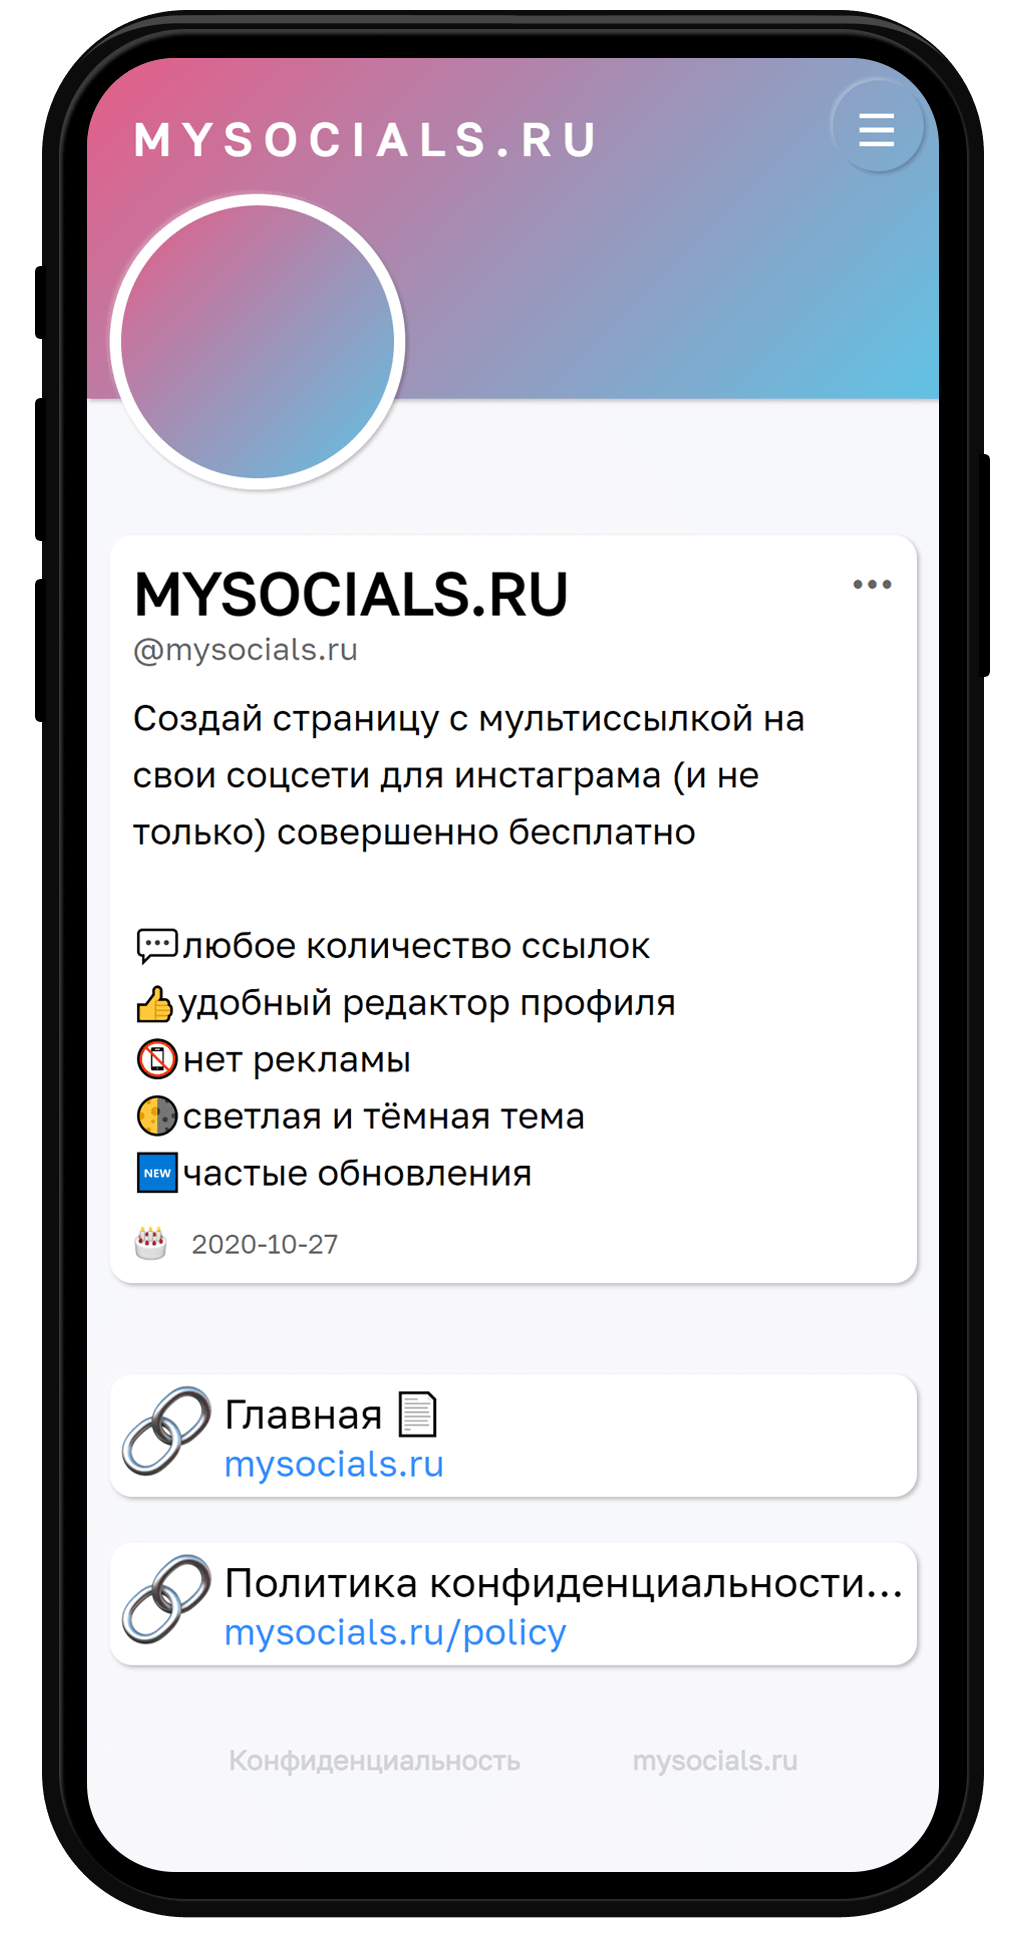 MYSOCIALS.RU
MYSOCIALS.RU
@mysocials.ru
Создай страницу с мультиссылкой на
свои соцсети для инстаграма (и не
только) совершенно бесплатно
💬любое количество ссылок
👍удобный редактор профиля
📵нет рекламы
🌓светлая и тёмная тема
🆕частые обновления
🎂 2020-10-27
Главная 📄
mysocials.ru
Политика конфиденциальности...
mysocials.ru/policy
Конфиденциальность mysocials.ru